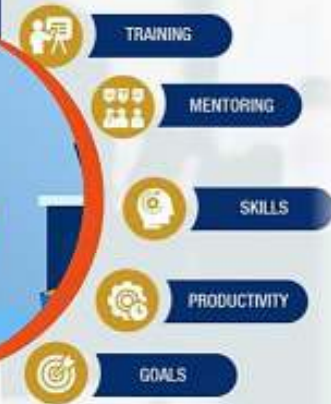 TRAINING
MENTORING
SKILLS
PRODUCTIVITY
GOALS